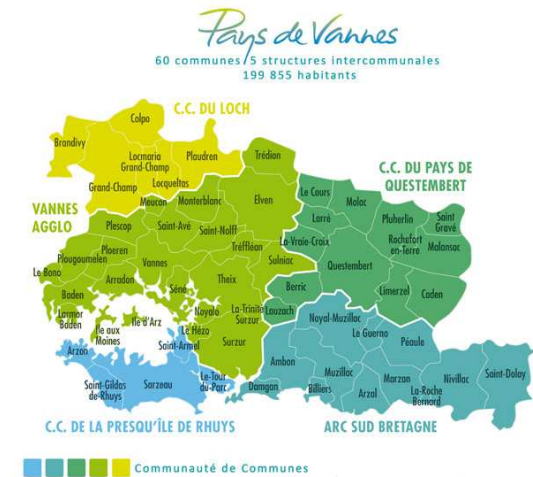 Pays de Vannes
60 communes/5 structures intercommunales
199 855 habitants
C.C. DU LOCH
Colpo
Brandivy
Locmaria
Grand-Champ
Plaudren
Grand-Champ
Locqueltas
Trédion
C.C. DU PAYS DE
QUESTEMBERT
VANNES
AGGLO
Meucon
Monterblanc
Elven
Le Cours
Molac
Larré
Pluherlin
Saint
Gravé
Plescop
Saint-Avé
Saint-Nolff
La-Vraie-Croix
Rochefort
en-Terre
Malansac
Ploeren
Tréffléan
Plougoumelen
Vannes
Sulniac
Questembert
Le Bono
Arradon
Theix
Limerzel
Caden
Baden
Séné
Berric
Larmor
Baden
Noyalo
La-Trinité
Surzur
Lauzach
Ile aux
Moines
Ile d'Arz
Noyal-Muzillac
Le Hézo
Le Guerno
Péaule
Arzon
Saint-Armel
Surzur
Ambon
Saint-Gildas
de-Rhuys
Sarzeau
Le-Tour
du-Parc
Damgan
Muzillac
Billiers
Arzal
Marzan
La-Roche
Bernard
Nivillac
Saint-Dolay
C.C. DE LA PRESQU'ÎLE DE RHUYS
ARC SUD BRETAGNE
Communauté de Communes